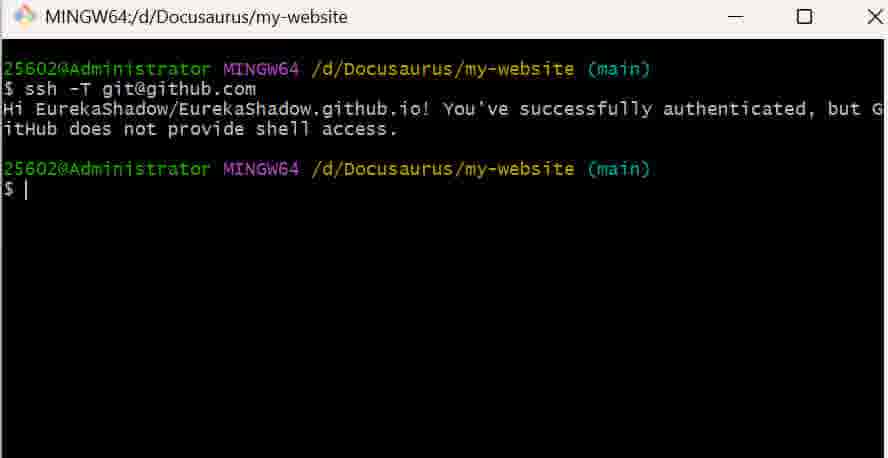 MINGW64:/d/Docusaurus/my-website
25602@Administrator MINGW64 /d/Docusaurus/my-website (main)
$ ssh -T git@github.com
Hi EurekaShadow/EurekaShadow.github.io! You've successfully authenticated, but G
itHub does not provide shell access.
25602@Administrator MINGW64 /d/Docusaurus/my-website (main)
$